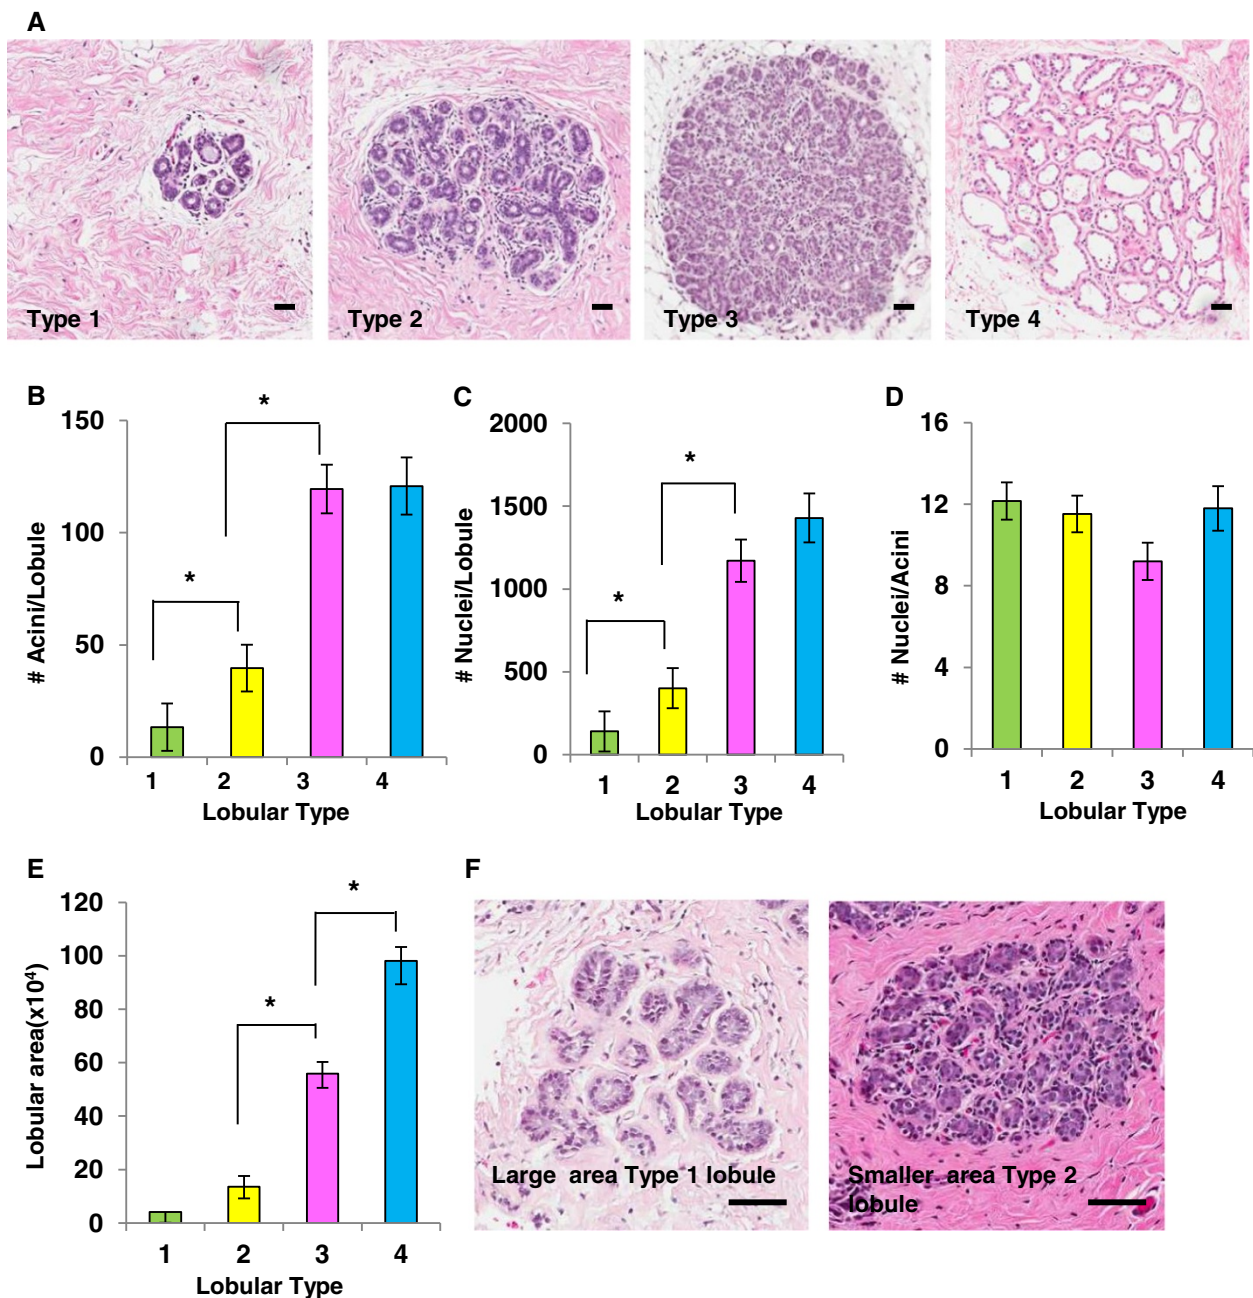 A
Type 1
Type 2
Type 3
Type 4
B
150
100
50
0
# Acini/Lobule
*
*
1 2 3 4
Lobular Type
C
2000
1500
1000
500
0
# Nuclei/Lobule
*
*
1 2 3 4
Lobular Type
D
16
12
8
4
0
# Nuclei/Acini
1 2 3 4
Lobular Type
E
120
100
80
60
40
20
0
Lobular area(x10⁴)
*
*
1 2 3 4
Lobular Type
F
Large area Type 1 lobule
Smaller area Type 2
lobule